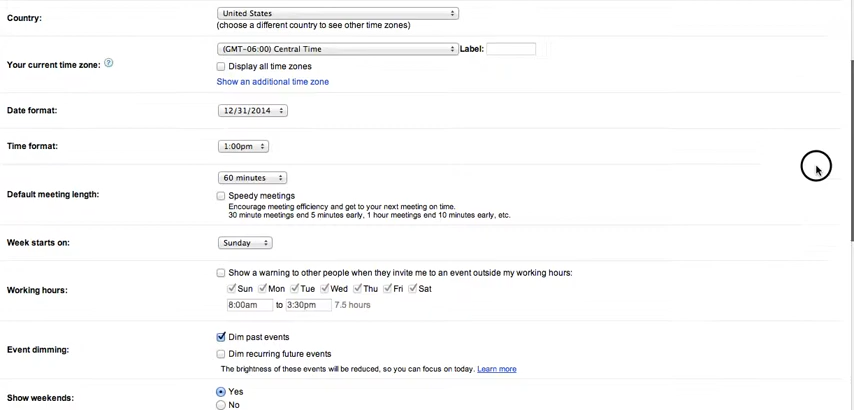 Country:
United States
(choose a different country to see other time zones)
Your current time zone:
(GMT-06:00) Central Time
Label:
Display all time zones
Show an additional time zone
Date format:
12/31/2014
Time format:
1:00pm
Default meeting length:
60 minutes
Speedy meetings
Encourage meeting efficiency and get to your next meeting on time.
30 minute meetings end 5 minutes early, 1 hour meetings end 10 minutes early, etc.
Week starts on:
Sunday
Working hours:
Show a warning to other people when they invite me to an event outside my working hours:
Sun Mon Tue Wed Thu Fri Sat
8:00am to 3:30pm 7.5 hours
Event dimming:
Dim past events
Dim recurring future events
The brightness of these events will be reduced, so you can focus on today. Learn more
Show weekends:
Yes
No